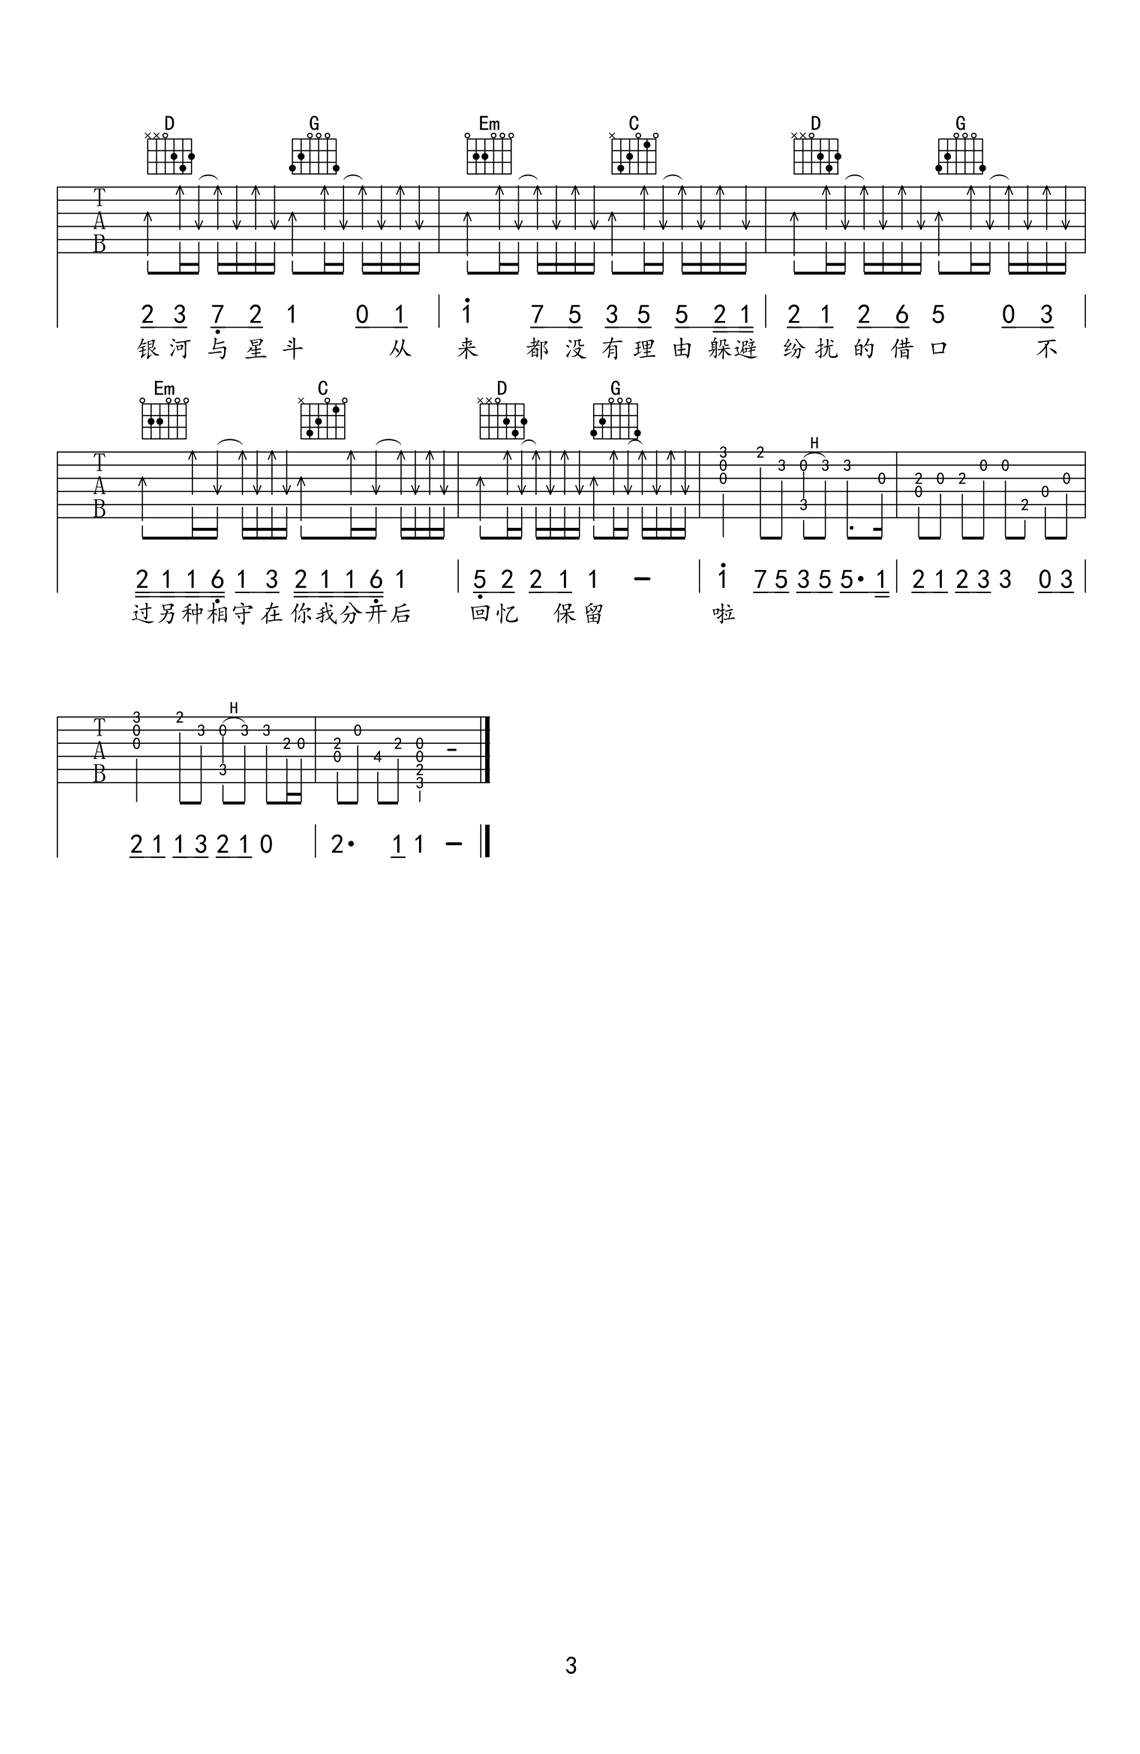 D G Em C D G
T
A
B
2 3 7 2 1 0 1 1 7 5 3 5 5 2 1 2 1 2 6 5 0 3
银河与星斗 从来 都没有理由躲避 纷扰的借口 不
Em C D G
H
T 3 0 0 2 3 0 3 3 3 0 2 0 0 2 0 0 2 0 0
A
B
2 1 1 6 1 3 2 1 1 6 1 5 2 2 1 1 – 1 7 5 3 5 5· 1 2 1 2 3 3 0 3
过另种相守在你我分开后 回忆 保留 啦
H
T 3 0 0 2 3 0 3 3 3 2 0 2 0 0 4 2 0 0 2 3 –
A
B
2 1 1 3 2 1 0 2· 1 1 –
3